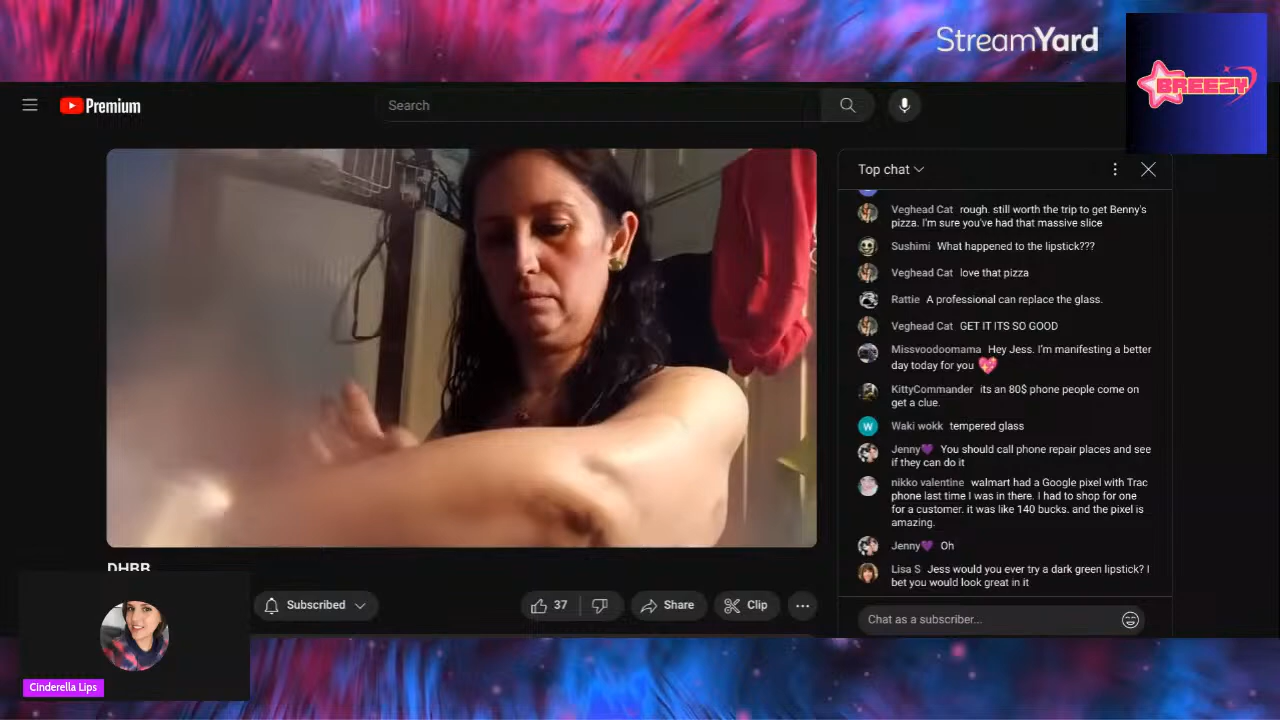 StreamYard
BREEZY
Premium
Search
Top chat
Veghead Cat rough. still worth the trip to get Benny's
pizza. I'm sure you've had that massive slice
Sushimi What happened to the lipstick???
Veghead Cat love that pizza
Rattie A professional can replace the glass.
Veghead Cat GET IT ITS SO GOOD
Missvoodoomama Hey Jess. I'm manifesting a better
day today for you 💖
KittyCommander its an 80$ phone people come on
get a clue.
W
Waki wokk tempered glass
Jenny💜 You should call phone repair places and see
if they can do it
nikko valentine walmart had a Google pixel with Trac
phone last time I was in there. I had to shop for one
for a customer. it was like 140 bucks. and the pixel is
amazing.
Jenny💜 Oh
Lisa S Jess would you ever try a dark green lipstick? I
bet you would look great in it
Chat as a subscriber...
Subscribed
37
Share
Clip
Cinderella Lips